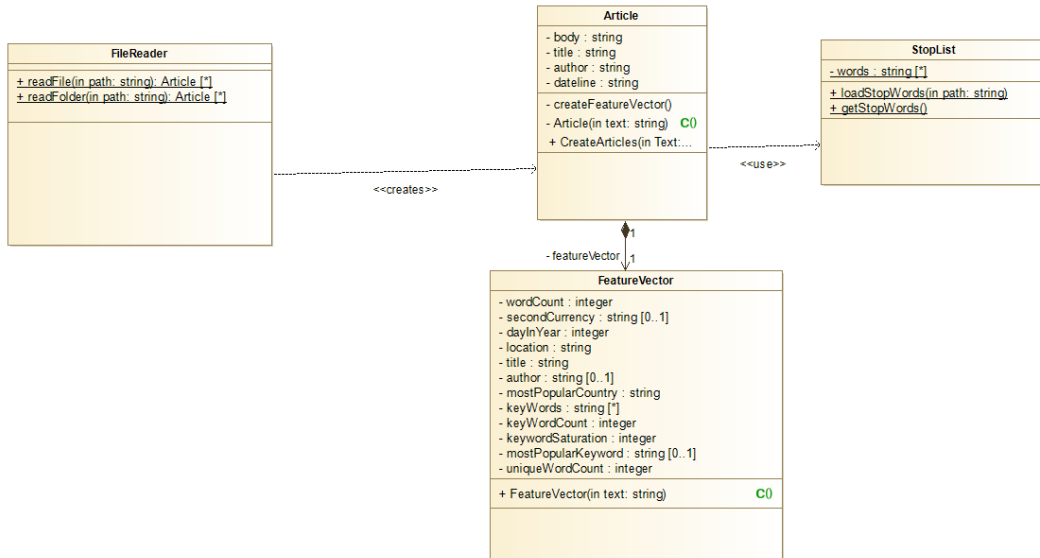 FileReader
+ readFile(in path: string): Article [*]
+ readFolder(in path: string): Article [*]
<<creates>>
Article
- body : string
- title : string
- author : string
- dateline : string
- createFeatureVector()
- Article(in text: string) C()
+ CreateArticles(in Text:...
<<use>>
StopList
- words : string [*]
+ loadStopWords(in path: string)
+ getStopWords()
1
- featureVector
1
FeatureVector
- wordCount : integer
- secondCurrency : string [0..1]
- dayInYear : integer
- location : string
- title : string
- author : string [0..1]
- mostPopularCountry : string
- keyWords : string [*]
- keyWordCount : integer
- keywordSaturation : integer
- mostPopularKeyword : string [0..1]
- uniqueWordCount : integer
+ FeatureVector(in text: string) C()